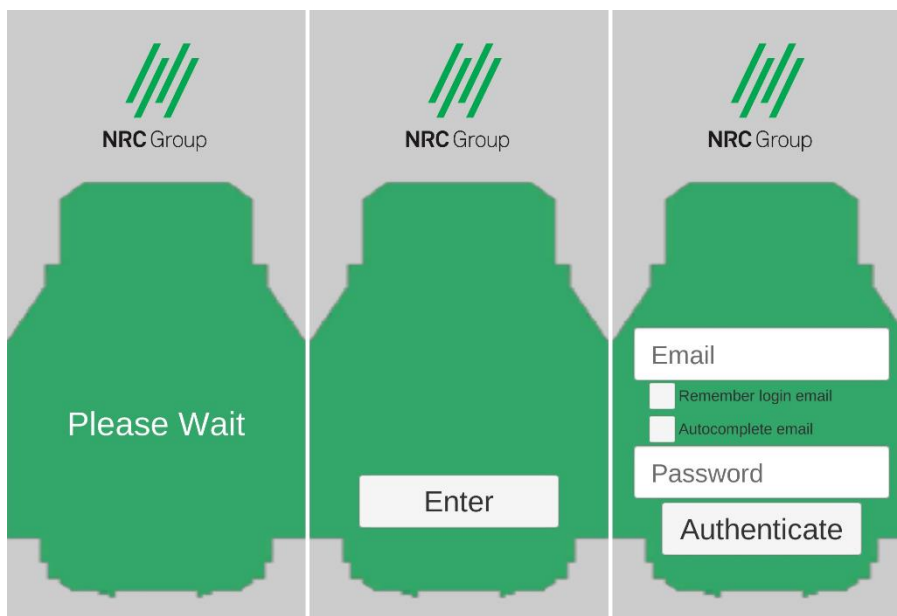 NRC Group
Please Wait
NRC Group
Enter
NRC Group
Email
Remember login email
Autocomplete email
Password
Authenticate